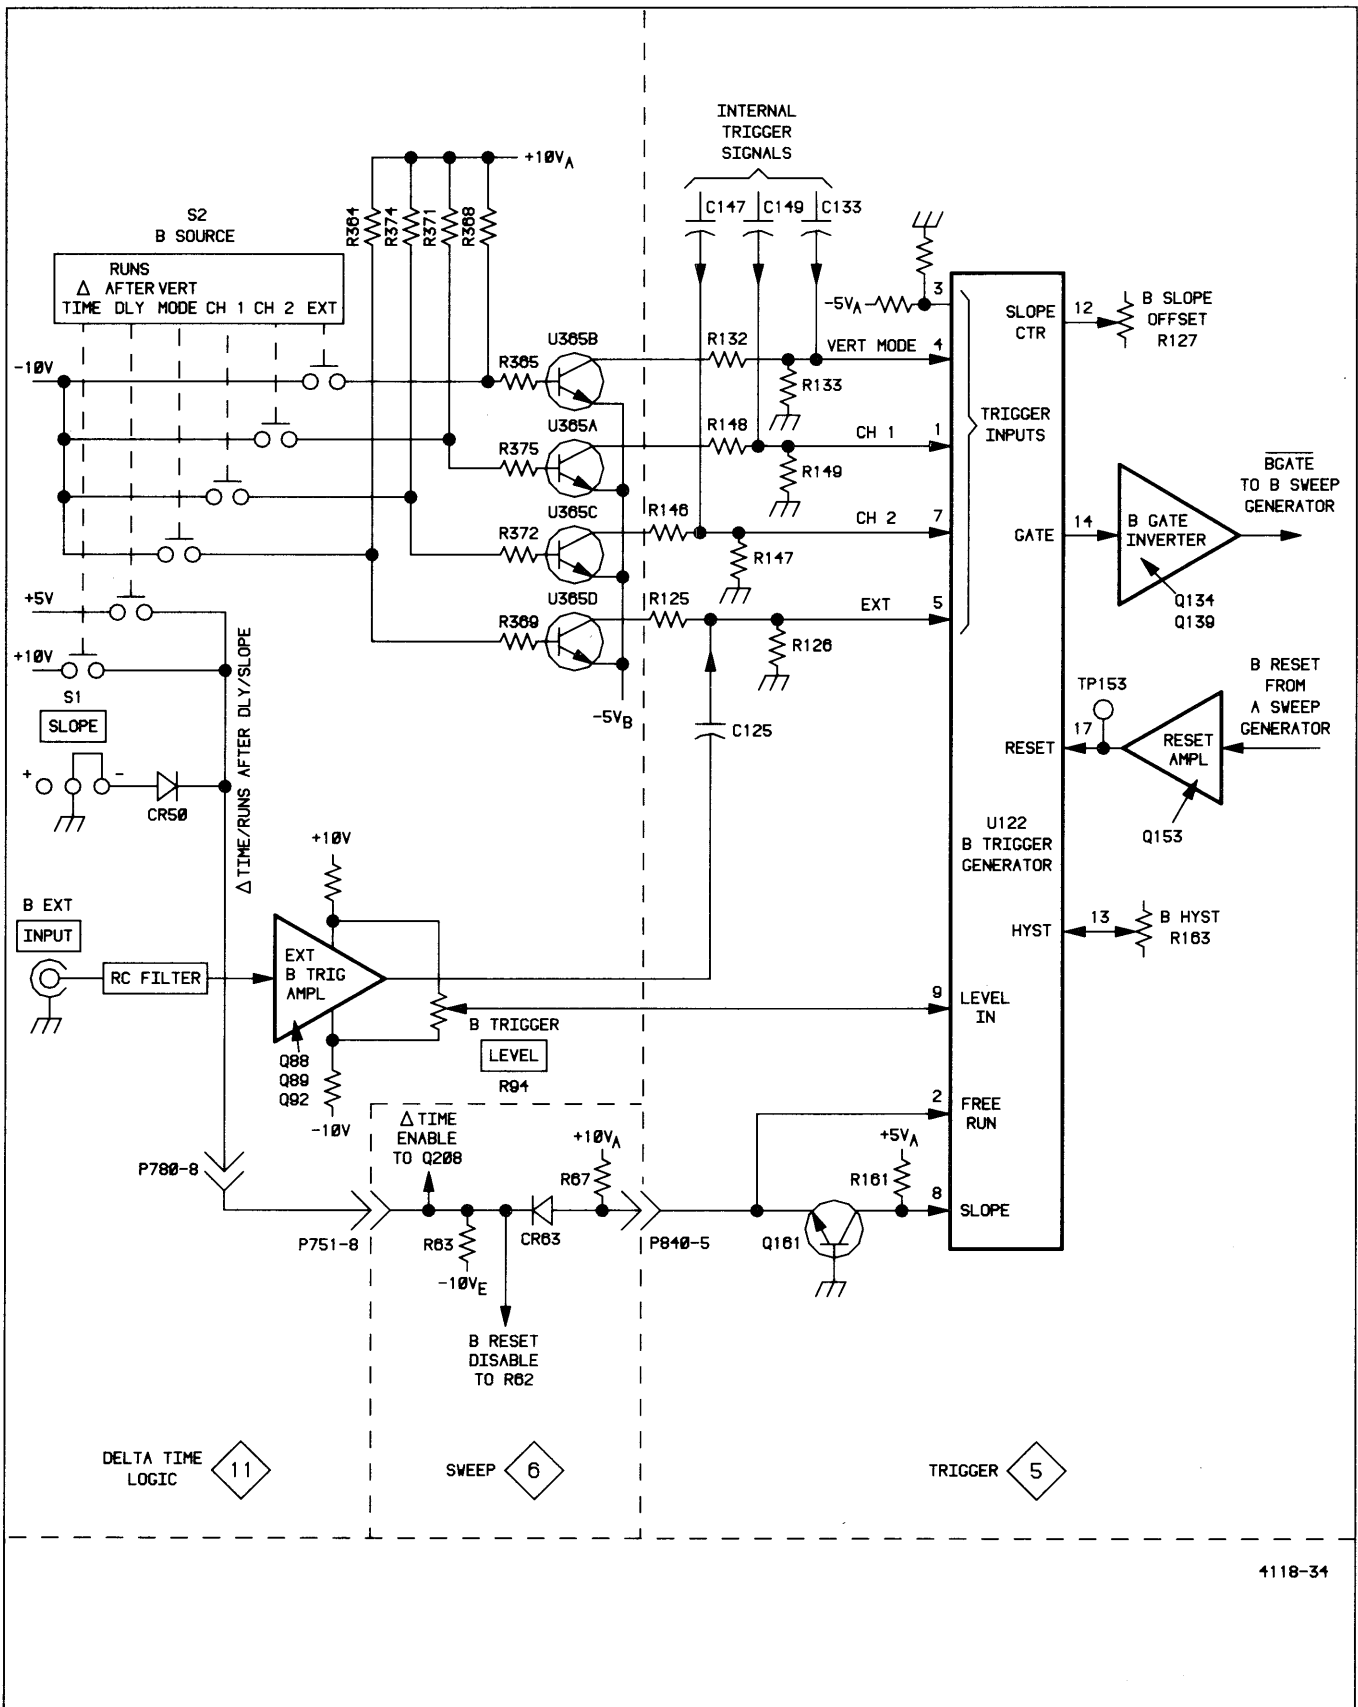 INTERNAL
TRIGGER
SIGNALS
+10VA
S2
B SOURCE
R364
R374
R371
R368
C147
C149
C133
RUNS
Δ AFTER VERT
TIME DLY MODE CH 1 CH 2 EXT
-10V
U365B
R365
R132
VERT MODE
4
R133
-5VA
3
SLOPE
CTR
12
B SLOPE
OFFSET
R127
TRIGGER
INPUTS
U365A
R375
R148
CH 1
1
R149
U365C
R372
R146
CH 2
7
R147
GATE
14
B GATE
INVERTER
Q134
Q139
BGATE
TO B SWEEP
GENERATOR
+5V
U365D
R369
R125
EXT
5
R126
-5VB
+10V
S1
SLOPE
+
-
CR50
Δ TIME/RUNS AFTER DLY/SLOPE
C125
RESET
17
TP153
RESET
AMPL
Q153
B RESET
FROM
A SWEEP
GENERATOR
U122
B TRIGGER
GENERATOR
+10V
B EXT
INPUT
RC FILTER
EXT
B TRIG
AMPL
Q88
Q89
Q92
-10V
B TRIGGER
LEVEL
R94
HYST
13
B HYST
R163
9
LEVEL
IN
2
FREE
RUN
Δ TIME
ENABLE
TO Q208
+10VA
R67
P780-8
P751-8
R63
-10VE
CR63
P840-5
Q161
+5VA
R161
8
SLOPE
B RESET
DISABLE
TO R62
DELTA TIME
LOGIC
11
SWEEP
6
TRIGGER
5
4118-34